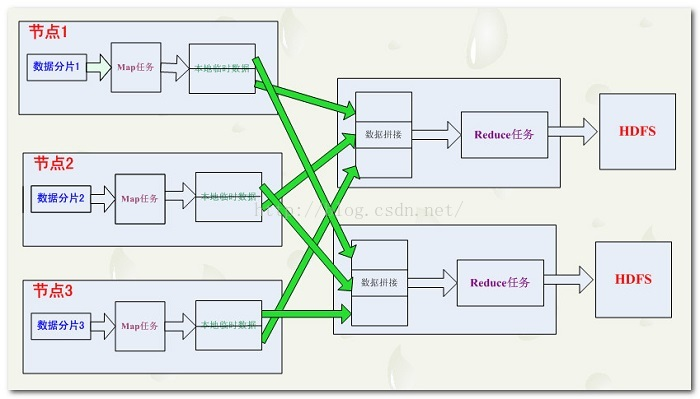 节点1
数据分片1
Map任务
本地临时数据
节点2
数据分片2
Map任务
本地临时数据
节点3
数据分片3
Map任务
本地临时数据
数据拼接
Reduce任务
HDFS
数据拼接
Reduce任务
HDFS
http://blog.csdn.net/